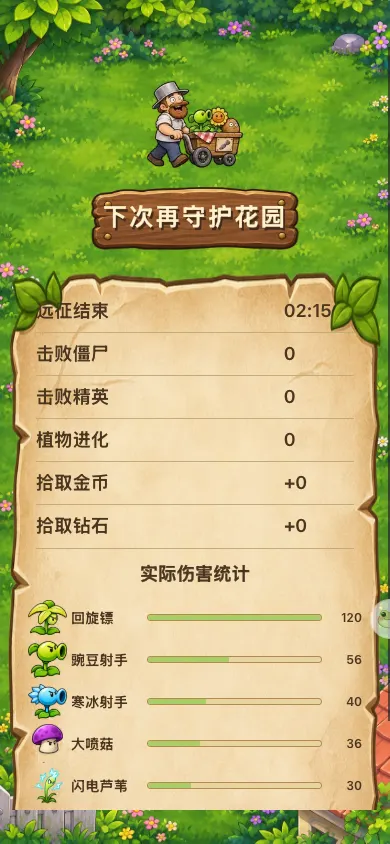 下次再守护花园
远征结束 02:15
击败僵尸 0
击败精英 0
植物进化 0
拾取金币 +0
拾取钻石 +0
实际伤害统计
回旋镖 120
豌豆射手 56
寒冰射手 40
大喷菇 36
闪电芦苇 30